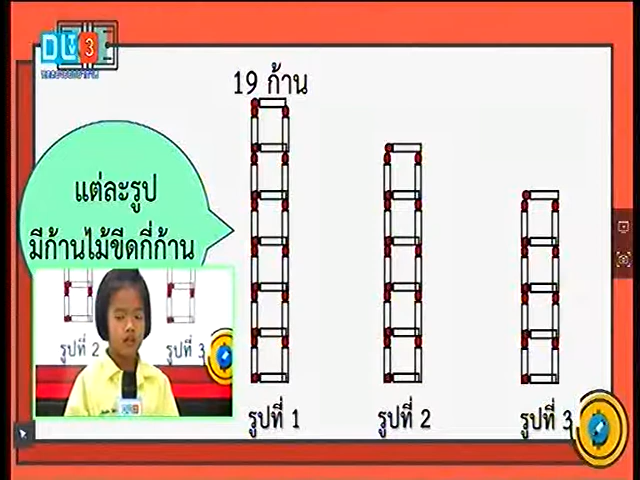 DLTV 3
19 ก้าน
แต่ละรูป
มีก้านไม้ขีดกี่ก้าน
รูปที่ 2 รูปที่ 3
รูปที่ 1 รูปที่ 2 รูปที่ 3